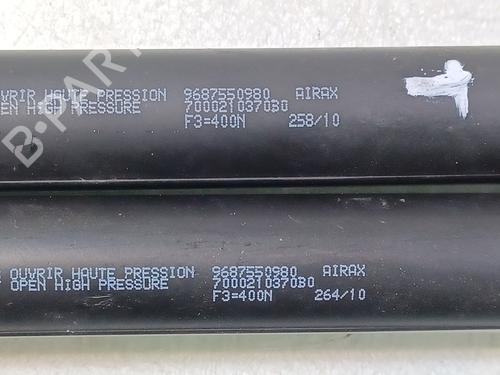 OUVRIR HAUTE PRESSION 9687550980 AIRAX
OPEN HIGH PRESSURE 7000210370B0
F3=400N 258/10
OUVRIR HAUTE PRESSION 9687550980 AIRAX
OPEN HIGH PRESSURE 7000210370B0
F3=400N 264/10